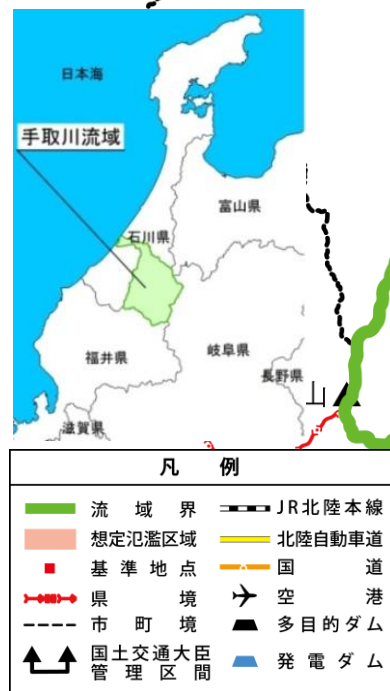 日本海
手取川流域
富山県
石川県
岐阜県
福井県
長野県
山
滋賀県
凡 例
流域界
JR北陸本線
想定氾濫区域
北陸自動車道
基準地点
国道
県境
空港
市町境
多目的ダム
国土交通大臣
管理区間
発電ダム